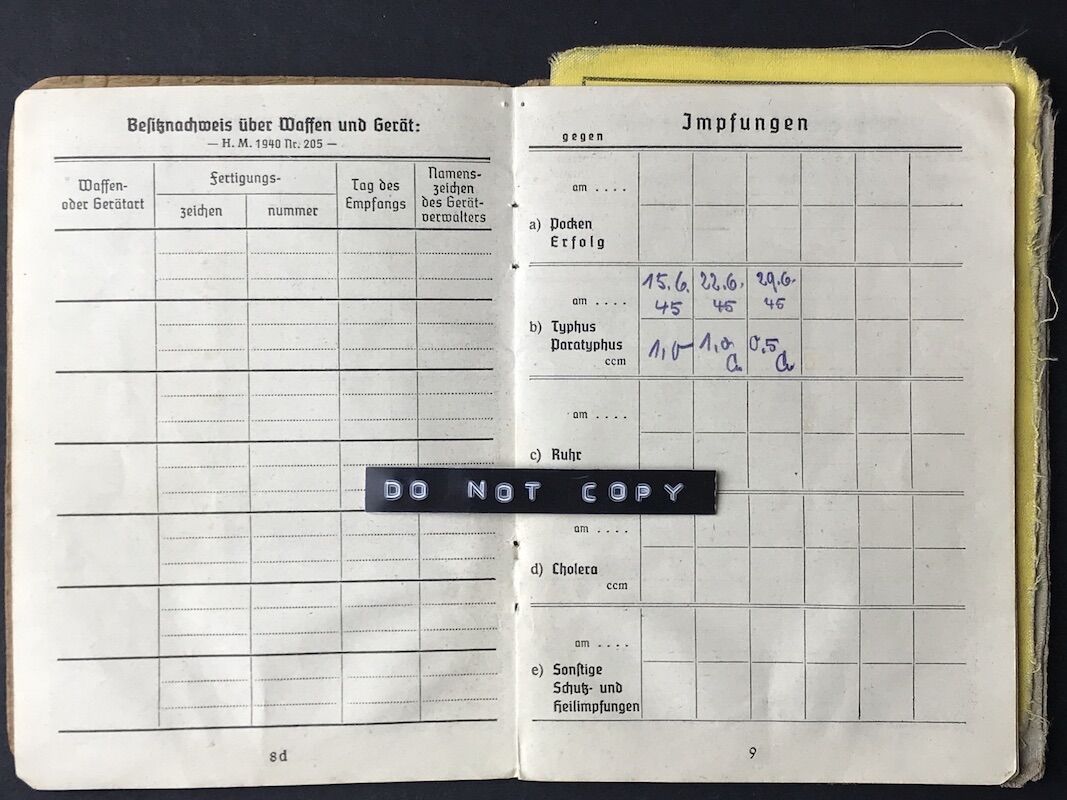 Besitznachweis über Waffen und Gerät:
— H. M. 1940 Nr. 205 —
Waffen-
oder Gerätart
Fertigungs-
zeichen
nummer
Tag des
Empfangs
Namens-
zeichen
des Gerät-
verwalters
8d
Impfungen
gegen
am . . . .
a) Pocken
Erfolg
am . . . .
15.6. 22.6. 29.6.
45 45 45
b) Typhus
Paratyphus
ccm
1,0 1,0 0,5
am . . . .
c) Ruhr
DO NOT COPY
am . . . .
d) Cholera
ccm
am . . . .
e) Sonstige
Schutz- und
Heilimpfungen
9